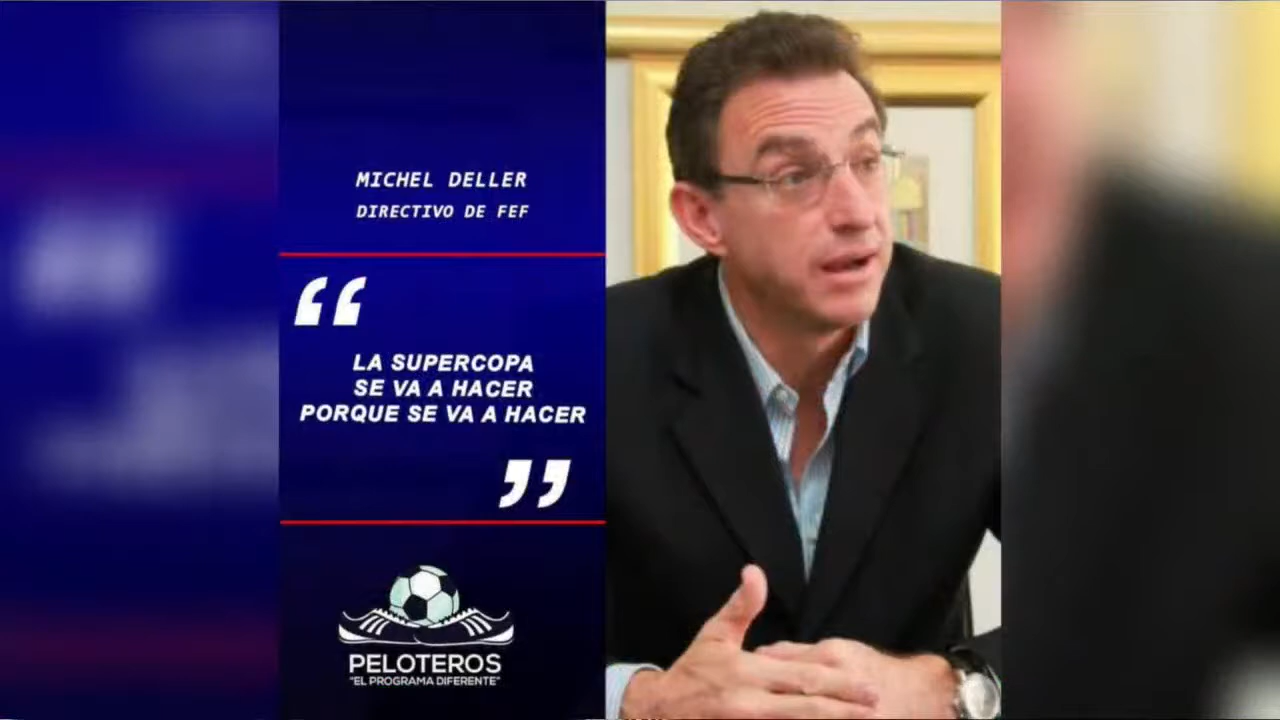 MICHEL DELLER
DIRECTIVO DE FEF
“
LA SUPERCOPA
SE VA A HACER
PORQUE SE VA A HACER
”
PELOTEROS
"EL PROGRAMA DIFERENTE"